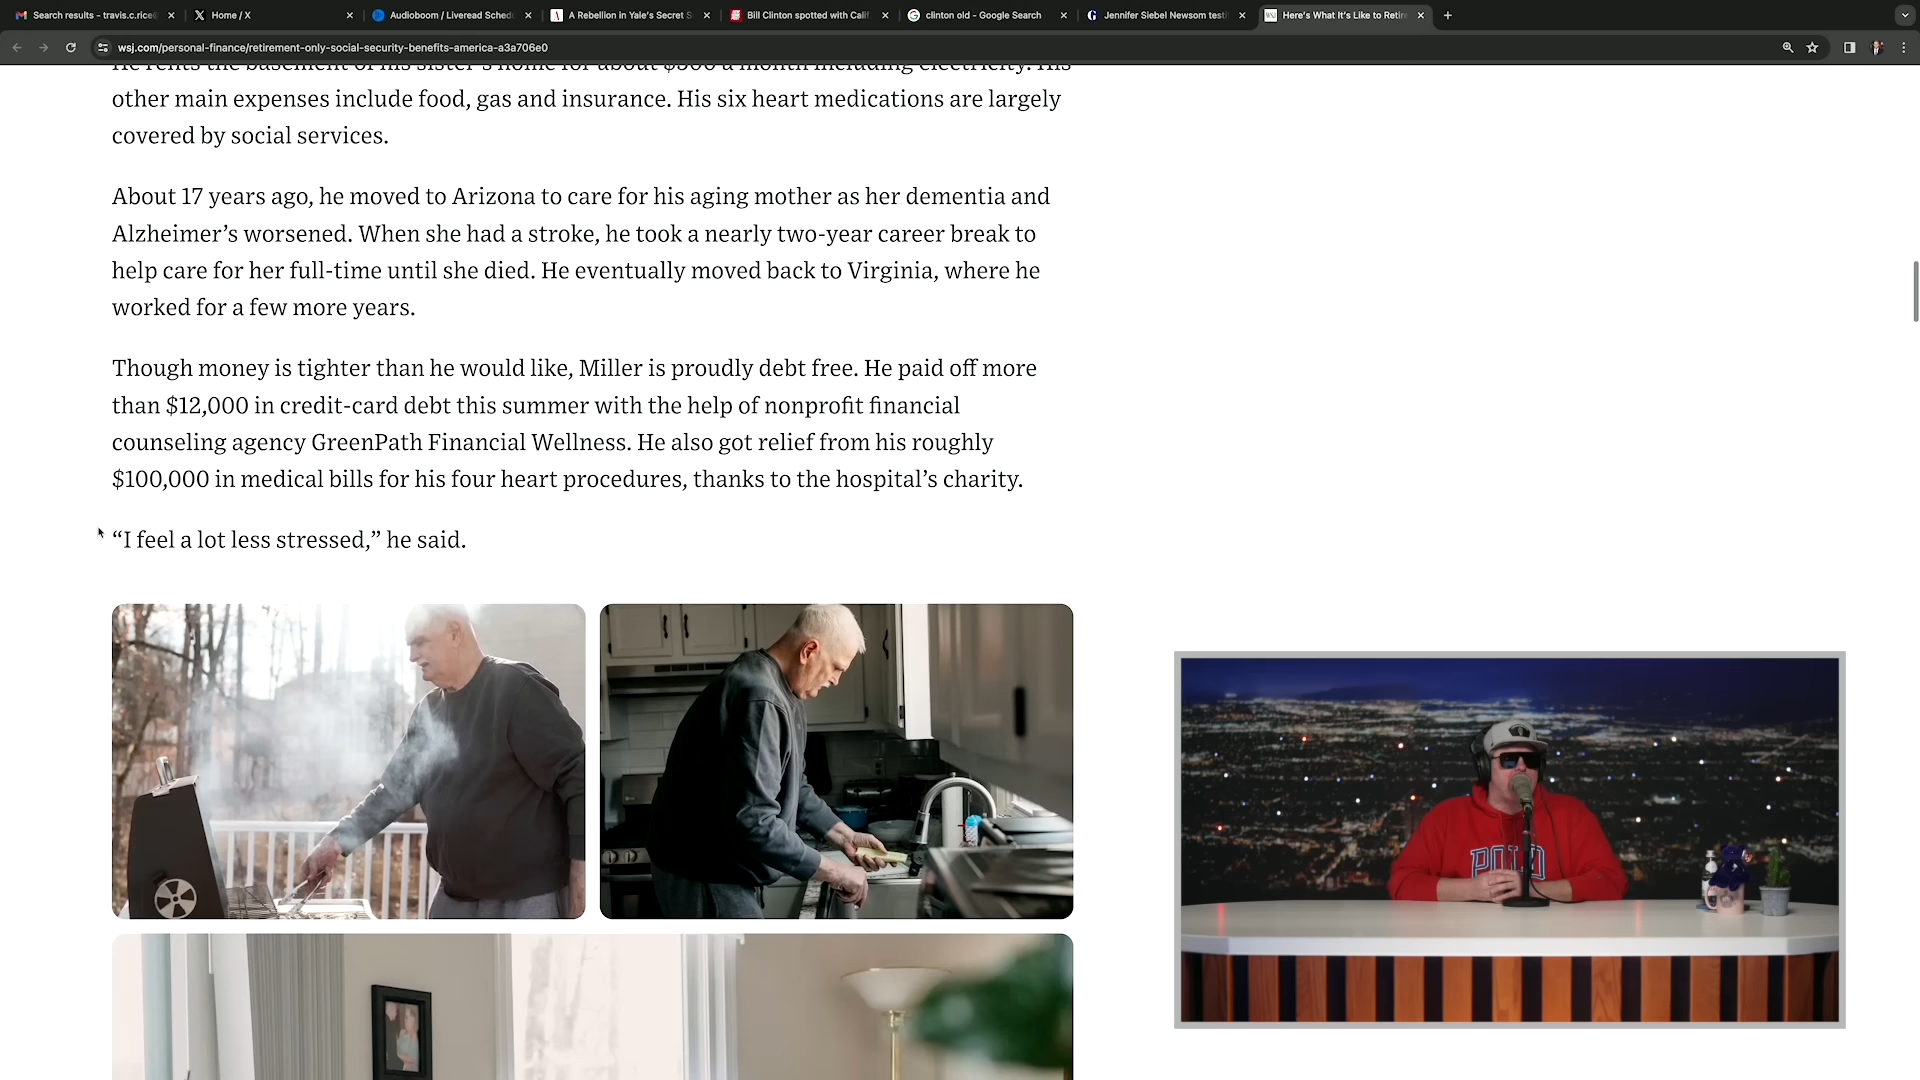 Search results - travis.c.rice
Home / X
Audioboom / Liveread Schedu
A Rebellion in Yale's Secret S
Bill Clinton spotted with Calif
clinton old - Google Search
Jennifer Siebel Newsom testi
Here's What It's Like to Retir
wsj.com/personal-finance/retirement-only-social-security-benefits-america-a3a706e0
He rents the basement of his sister's home for about $500 a month including electricity. His
other main expenses include food, gas and insurance. His six heart medications are largely
covered by social services.
About 17 years ago, he moved to Arizona to care for his aging mother as her dementia and
Alzheimer's worsened. When she had a stroke, he took a nearly two-year career break to
help care for her full-time until she died. He eventually moved back to Virginia, where he
worked for a few more years.
Though money is tighter than he would like, Miller is proudly debt free. He paid off more
than $12,000 in credit-card debt this summer with the help of nonprofit financial
counseling agency GreenPath Financial Wellness. He also got relief from his roughly
$100,000 in medical bills for his four heart procedures, thanks to the hospital's charity.
“I feel a lot less stressed,” he said.
POLO